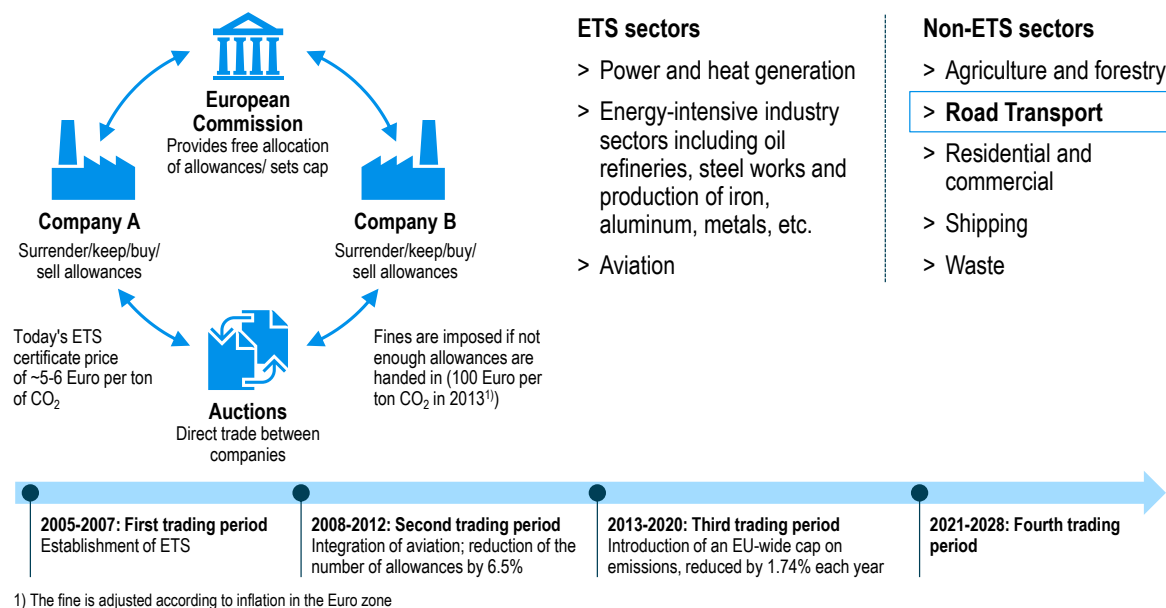 European
Commission
Provides free allocation
of allowances/ sets cap
Company A
Surrender/keep/buy/
sell allowances
Company B
Surrender/keep/buy/
sell allowances
Today's ETS
certificate price
of ~5-6 Euro per ton
of CO2
Fines are imposed if not
enough allowances are
handed in (100 Euro per
ton CO2 in 2013¹⁾)
Auctions
Direct trade between
companies
ETS sectors
> Power and heat generation
> Energy-intensive industry
sectors including oil
refineries, steel works and
production of iron,
aluminum, metals, etc.
> Aviation
Non-ETS sectors
> Agriculture and forestry
> Road Transport
> Residential and
commercial
> Shipping
> Waste
2005-2007: First trading period
Establishment of ETS
2008-2012: Second trading period
Integration of aviation; reduction of the
number of allowances by 6.5%
2013-2020: Third trading period
Introduction of an EU-wide cap on
emissions, reduced by 1.74% each year
2021-2028: Fourth trading
period
1) The fine is adjusted according to inflation in the Euro zone